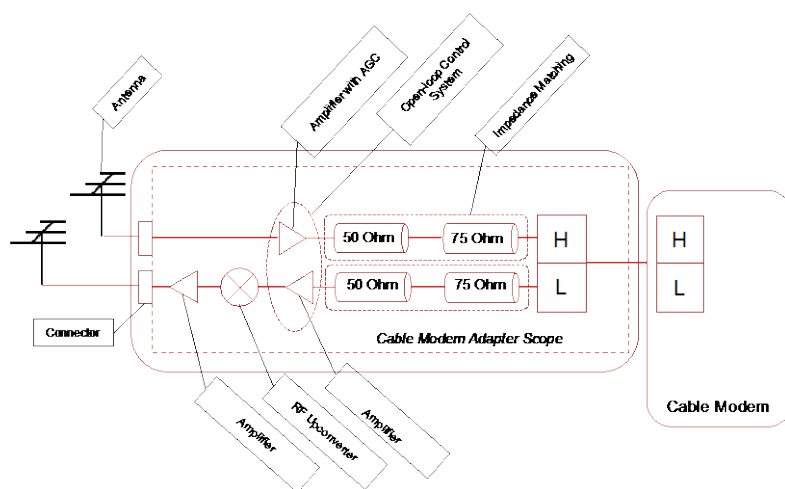 Antenna
Amplifier with AGC
Open-loop Control
System
Impedance Matching
50 Ohm
75 Ohm
H
H
50 Ohm
75 Ohm
L
L
Connector
Cable Modem Adapter Scope
Cable Modem
Amplifier
RF Upconverter
Amplifier